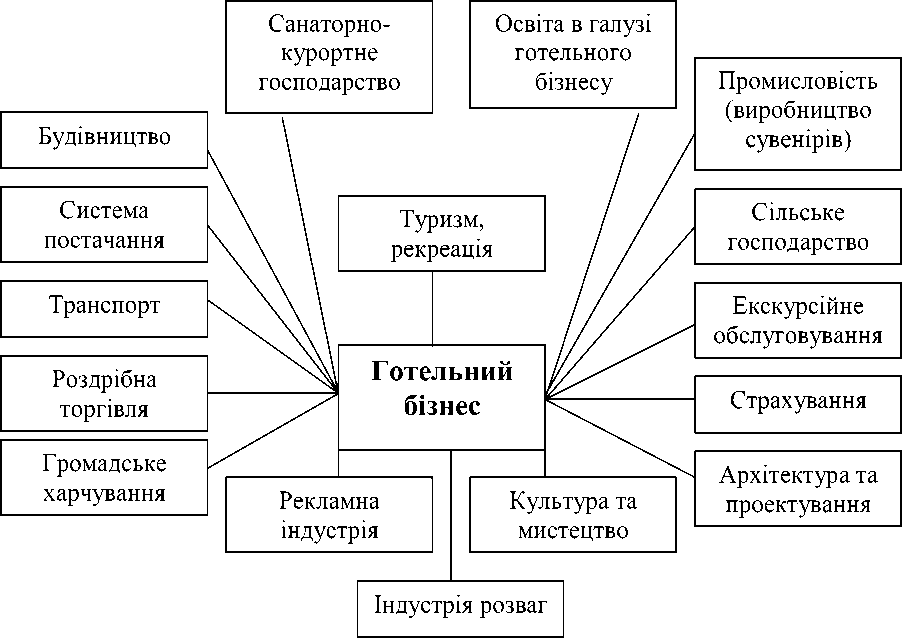 Санаторно-
курортне
господарство
Освіта в галузі
готельного
бізнесу
Промисловість
(виробництво
сувенірів)
Будівництво
Система
постачання
Туризм,
рекреація
Сільське
господарство
Транспорт
Екскурсійне
обслуговування
Роздрібна
торгівля
Готельний
бізнес
Страхування
Громадське
харчування
Рекламна
індустрія
Культура та
мистецтво
Архітектура та
проектування
Індустрія розваг